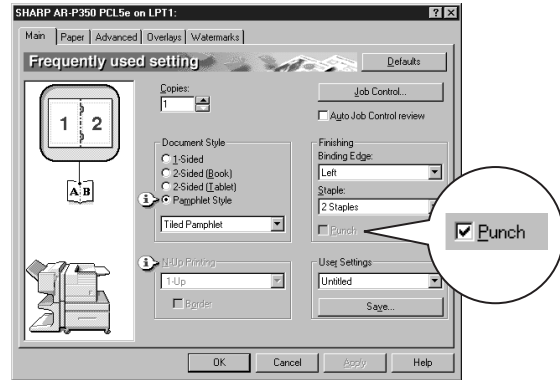 SHARP AR-P350 PCL5e on LPT1:
Main Paper Advanced Overlays Watermarks
Frequently used setting
Defaults
Copies:
1
Job Control...
Auto Job Control review
1 2
A B
Document Style
1-Sided
2-Sided (Book)
2-Sided (Tablet)
Pamphlet Style
Tiled Pamphlet
Finishing
Binding Edge:
Left
Staple:
2 Staples
Punch
Punch
N-Up Printing
1-Up
Border
User Settings
Untitled
Save...
OK Cancel Apply Help